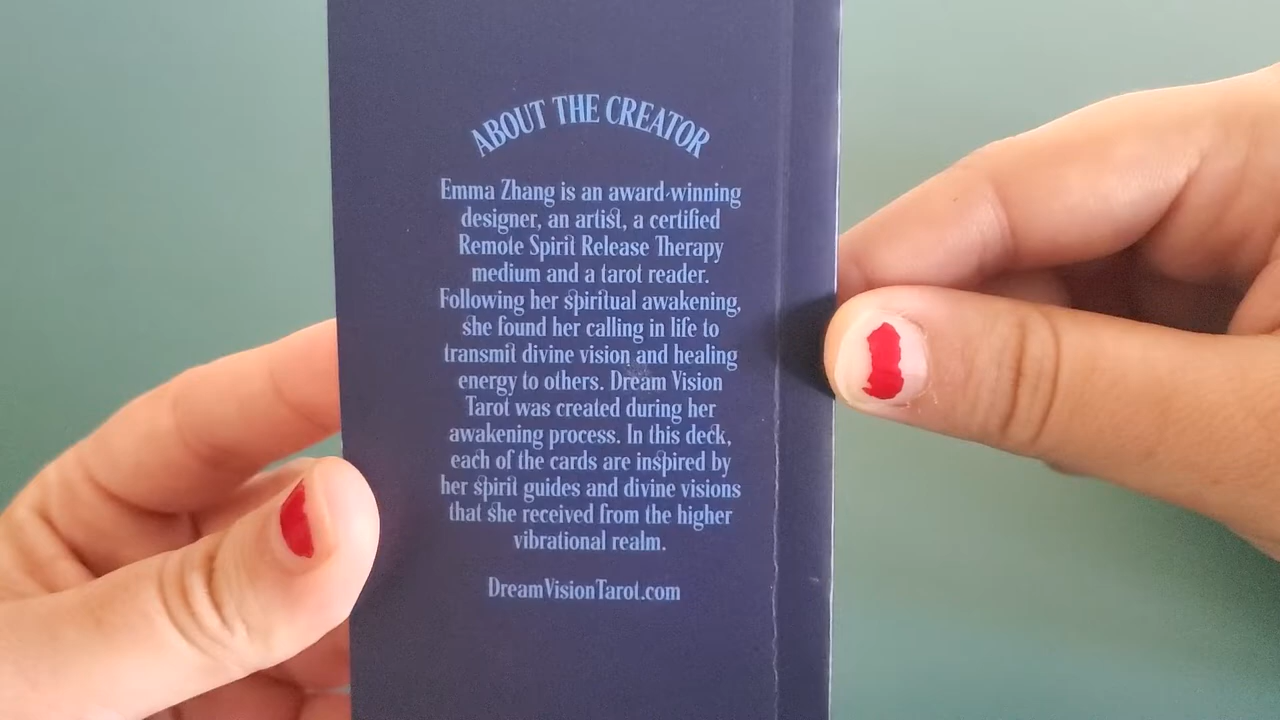 ABOUT THE CREATOR
Emma Zhang is an award-winning
designer, an artist, a certified
Remote Spirit Release Therapy
medium and a tarot reader.
Following her spiritual awakening,
she found her calling in life to
transmit divine vision and healing
energy to others. Dream Vision
Tarot was created during her
awakening process. In this deck,
each of the cards are inspired by
her spirit guides and divine visions
that she received from the higher
vibrational realm.
DreamVisionTarot.com